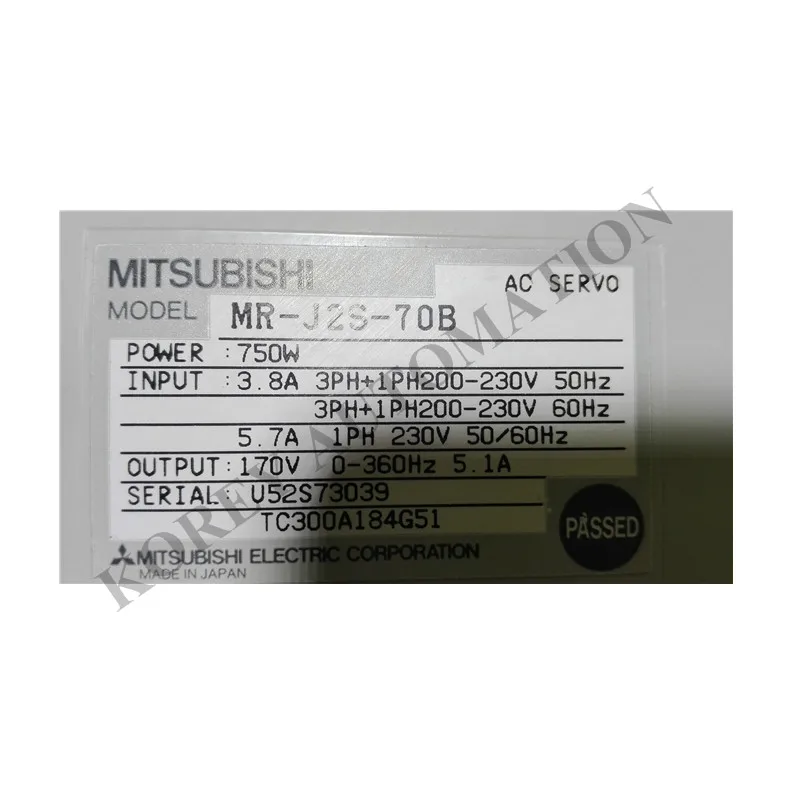 MITSUBISHI
AC SERVO
MODEL MR-J2S-70B
POWER :750W
INPUT :3.8A 3PH+1PH200-230V 50Hz
3PH+1PH200-230V 60Hz
5.7A 1PH 230V 50/60Hz
OUTPUT:170V 0-360Hz 5.1A
SERIAL: U52S73039
TC300A184G51
PASSED
MITSUBISHI ELECTRIC CORPORATION
MADE IN JAPAN
KOREY AUTOMATION